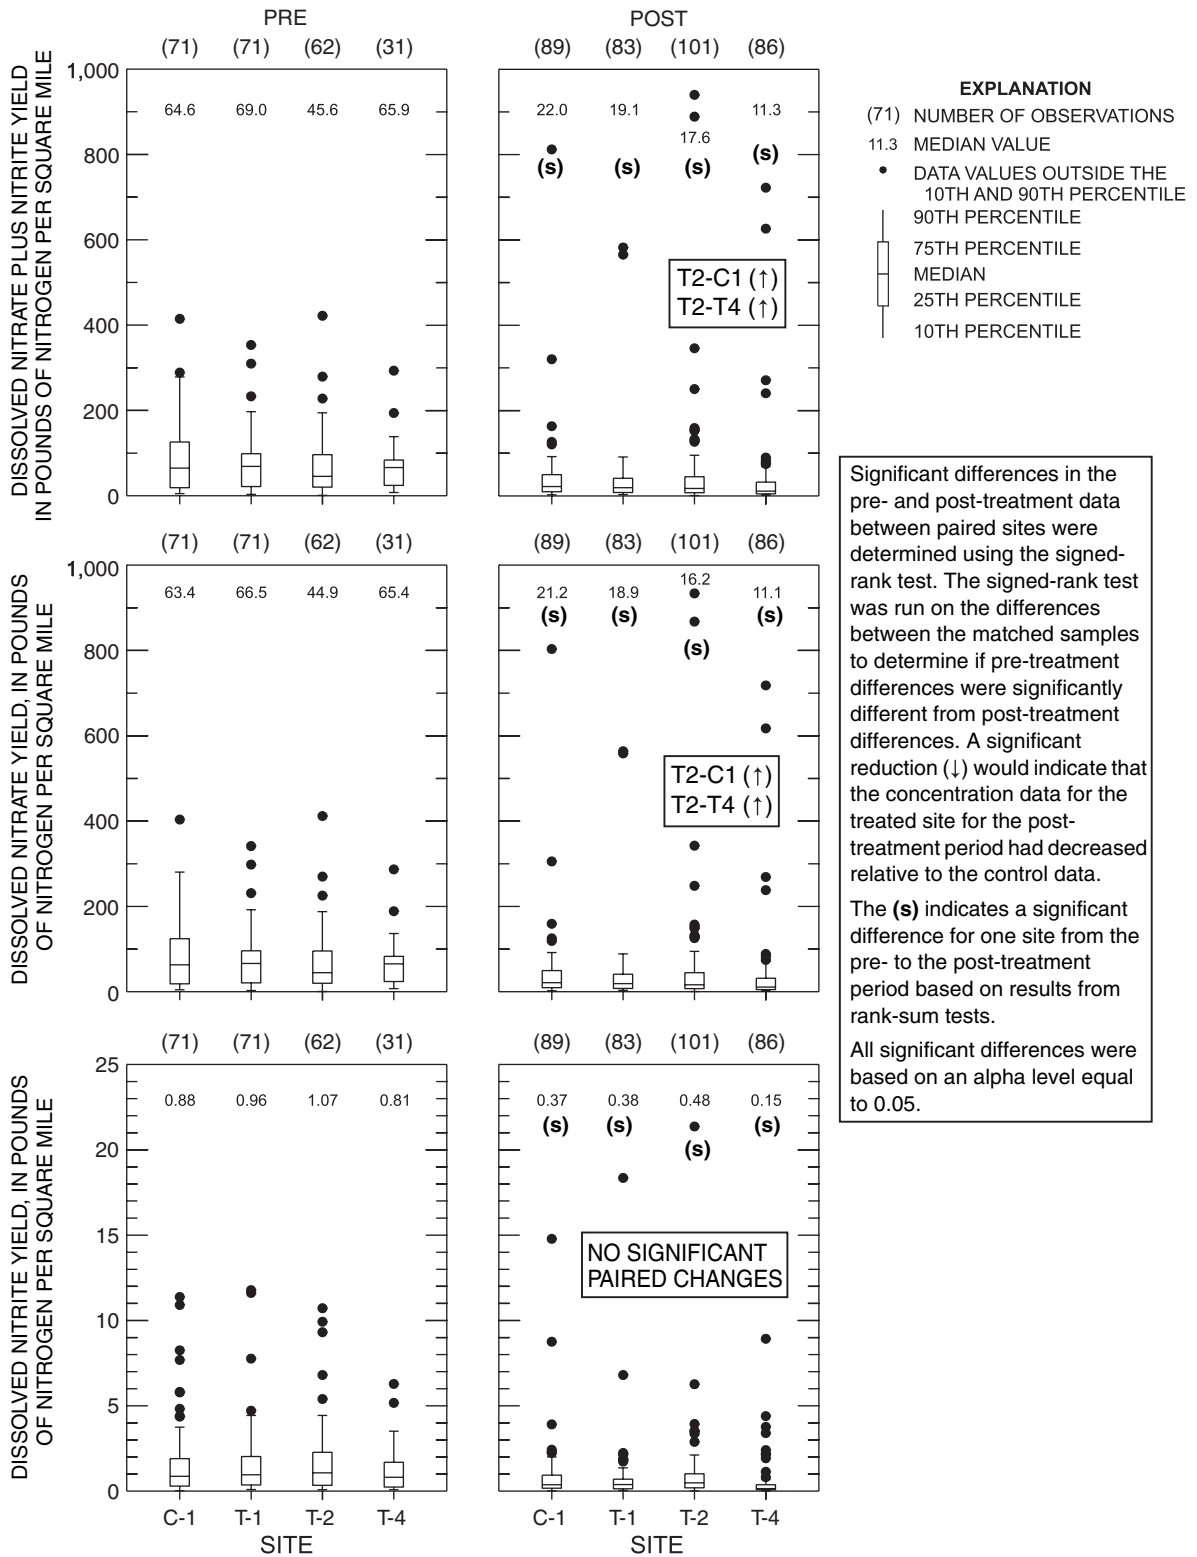 PRE
POST
(71) (71) (62) (31)
(89) (83) (101) (86)
DISSOLVED NITRATE PLUS NITRITE YIELD
IN POUNDS OF NITROGEN PER SQUARE MILE
1,000
800
600
400
200
0
64.6 69.0 45.6 65.9
22.0 19.1 17.6 11.3
(s) (s) (s) (s)
T2-C1 (↑)
T2-T4 (↑)
EXPLANATION
(71) NUMBER OF OBSERVATIONS
11.3 MEDIAN VALUE
DATA VALUES OUTSIDE THE
10TH AND 90TH PERCENTILE
90TH PERCENTILE
75TH PERCENTILE
MEDIAN
25TH PERCENTILE
10TH PERCENTILE
(71) (71) (62) (31)
(89) (83) (101) (86)
DISSOLVED NITRATE YIELD, IN POUNDS
OF NITROGEN PER SQUARE MILE
1,000
800
600
400
200
0
63.4 66.5 44.9 65.4
21.2 18.9 16.2 11.1
(s) (s) (s) (s)
T2-C1 (↑)
T2-T4 (↑)
(71) (71) (62) (31)
(89) (83) (101) (86)
DISSOLVED NITRITE YIELD, IN POUNDS
OF NITROGEN PER SQUARE MILE
25
20
15
10
5
0
0.88 0.96 1.07 0.81
0.37 0.38 0.48 0.15
(s) (s) (s) (s)
NO SIGNIFICANT
PAIRED CHANGES
C-1 T-1 T-2 T-4
SITE
C-1 T-1 T-2 T-4
SITE
Significant differences in the
pre- and post-treatment data
between paired sites were
determined using the signed-
rank test. The signed-rank test
was run on the differences
between the matched samples
to determine if pre-treatment
differences were significantly
different from post-treatment
differences. A significant
reduction (↓) would indicate that
the concentration data for the
treated site for the post-
treatment period had decreased
relative to the control data.
The (s) indicates a significant
difference for one site from the
pre- to the post-treatment
period based on results from
rank-sum tests.
All significant differences were
based on an alpha level equal
to 0.05.